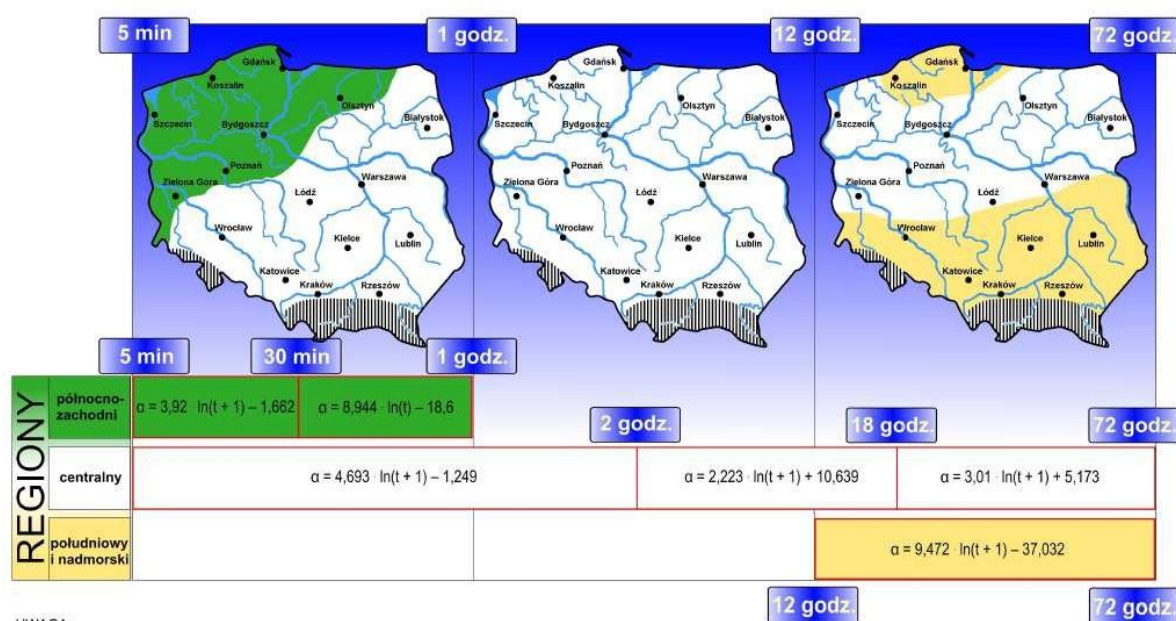 5 min
1 godz.
12 godz.
72 godz.
Gdańsk
Koszalin
Olsztyn
Szczecin
Bydgoszcz
Białystok
Poznań
Zielona Góra
Warszawa
Łódź
Wrocław
Kielce
Lublin
Katowice
Kraków
Rzeszów
Gdańsk
Koszalin
Olsztyn
Szczecin
Bydgoszcz
Białystok
Poznań
Zielona Góra
Warszawa
Łódź
Wrocław
Kielce
Lublin
Katowice
Kraków
Rzeszów
Gdańsk
Koszalin
Olsztyn
Szczecin
Bydgoszcz
Białystok
Poznań
Zielona Góra
Warszawa
Łódź
Wrocław
Kielce
Lublin
Katowice
Kraków
Rzeszów
5 min
30 min
1 godz.
REGIONY
północno-
zachodni
α = 3,92 ln(t + 1) – 1,662
α = 8,944 · ln(t) – 18,6
2 godz.
18 godz.
72 godz.
centralny
α = 4,693 · ln(t + 1) – 1,249
α = 2,223 · ln(t + 1) + 10,639
α = 3,01 · ln(t + 1) + 5,173
południowy
i nadmorski
α = 9,472 · ln(t + 1) – 37,032
12 godz.
72 godz.